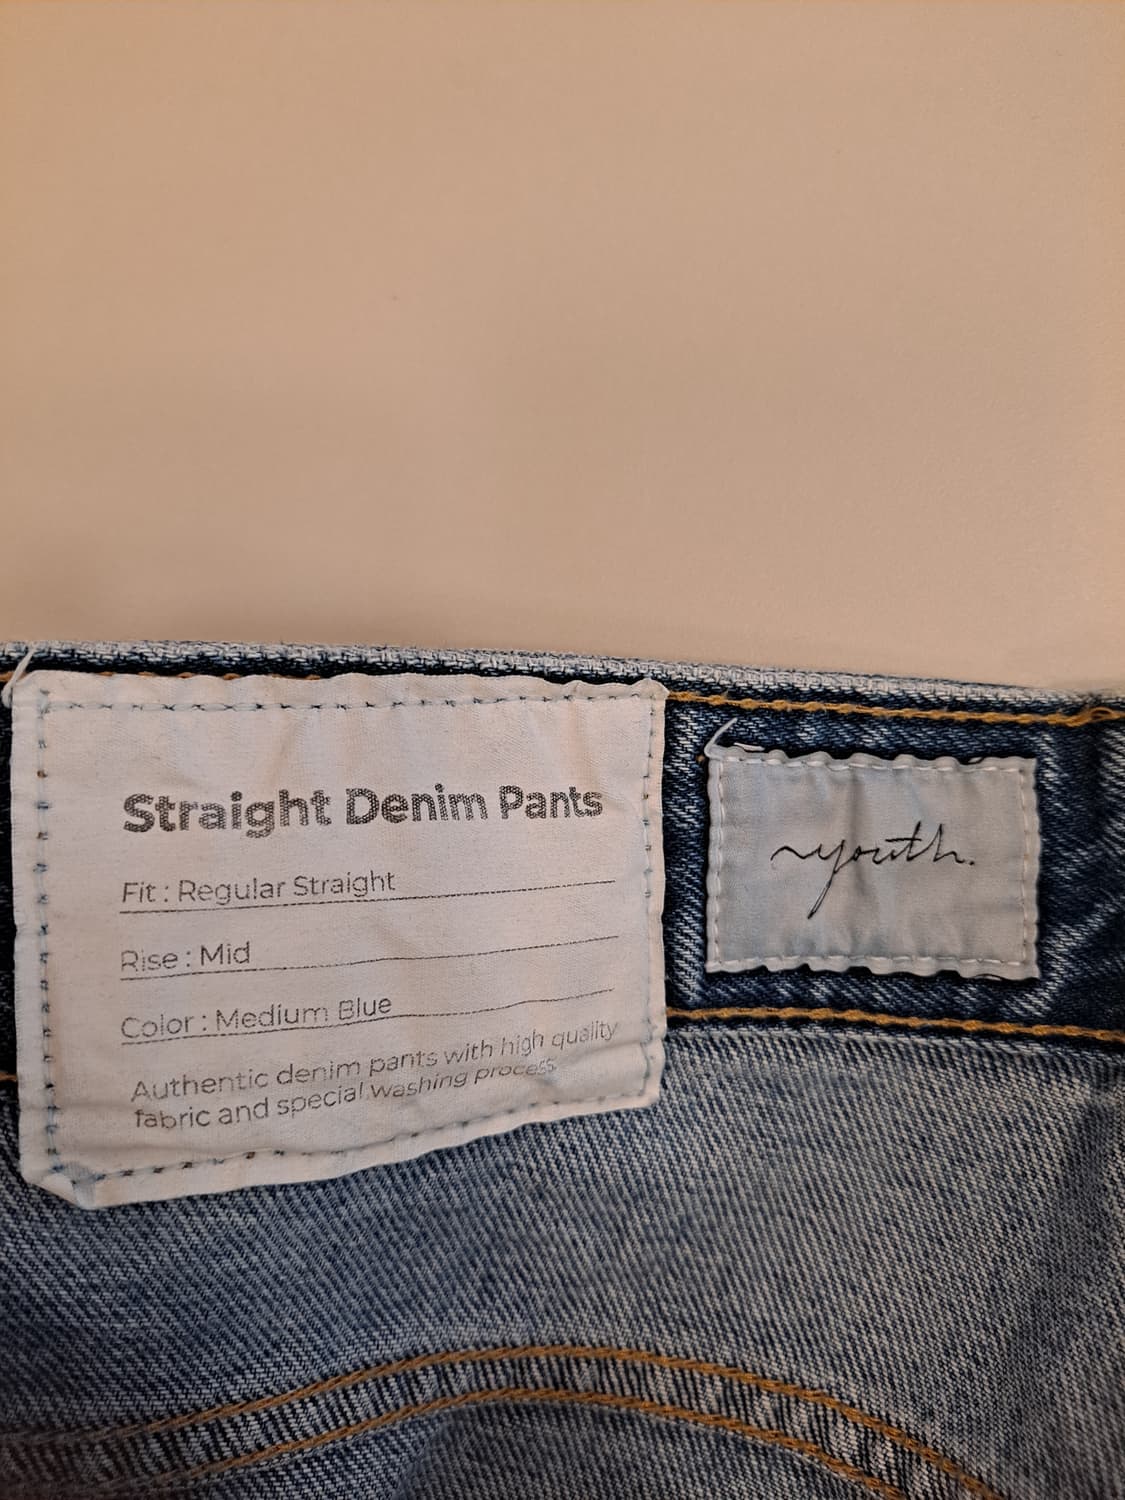 Straight Denim Pants
Fit : Regular Straight
Rise : Mid
Color : Medium Blue
Authentic denim pants with high quality
fabric and special washing process
youth.